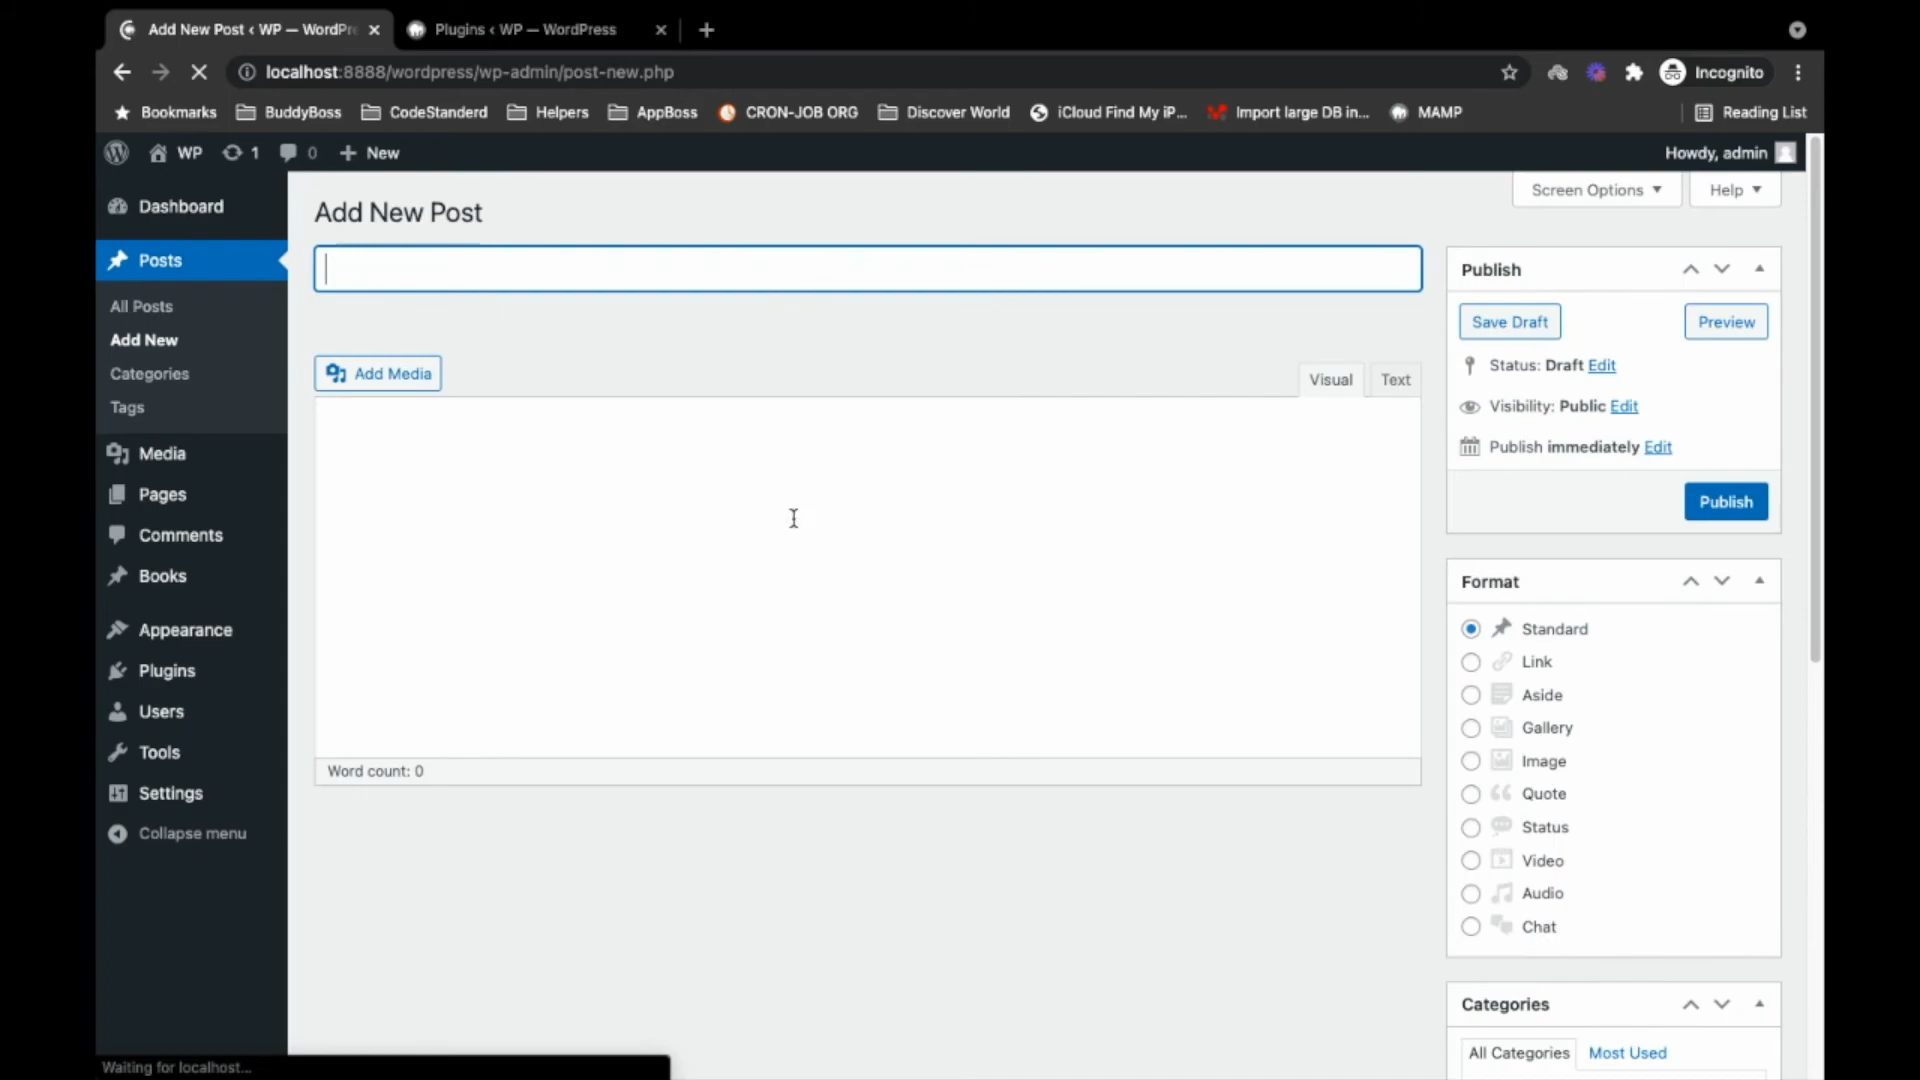 Add New Post ‹ WP — WordPre
Plugins ‹ WP — WordPress
localhost:8888/wordpress/wp-admin/post-new.php
Incognito
Bookmarks
BuddyBoss
CodeStanderd
Helpers
AppBoss
CRON-JOB ORG
Discover World
iCloud Find My iP...
Import large DB in...
MAMP
Reading List
WP
1
0
New
Howdy, admin
Screen Options
Help
Dashboard
Posts
All Posts
Add New
Categories
Tags
Media
Pages
Comments
Books
Appearance
Plugins
Users
Tools
Settings
Collapse menu
Add New Post
Add Media
Visual
Text
Word count: 0
Publish
Save Draft
Preview
Status: Draft Edit
Visibility: Public Edit
Publish immediately Edit
Publish
Format
Standard
Link
Aside
Gallery
Image
Quote
Status
Video
Audio
Chat
Categories
All Categories
Most Used
Waiting for localhost...